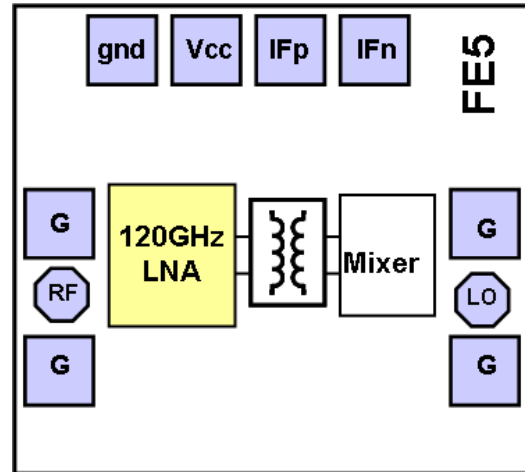 gnd Vcc IFp IFn
FE5
G
120GHz
LNA
Mixer
G
RF
LO
G
G